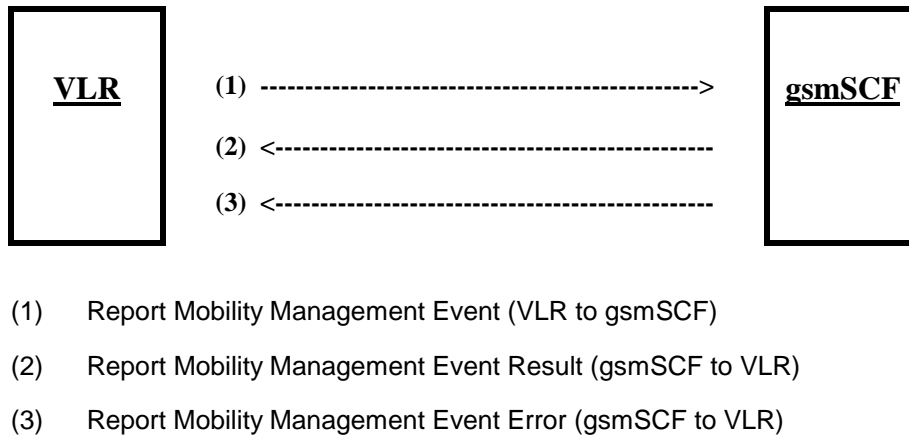 VLR
gsmSCF
(1) ------------------------------------------------->
(2) <-------------------------------------------------
(3) <-------------------------------------------------
(1) Report Mobility Management Event (VLR to gsmSCF)
(2) Report Mobility Management Event Result (gsmSCF to VLR)
(3) Report Mobility Management Event Error (gsmSCF to VLR)